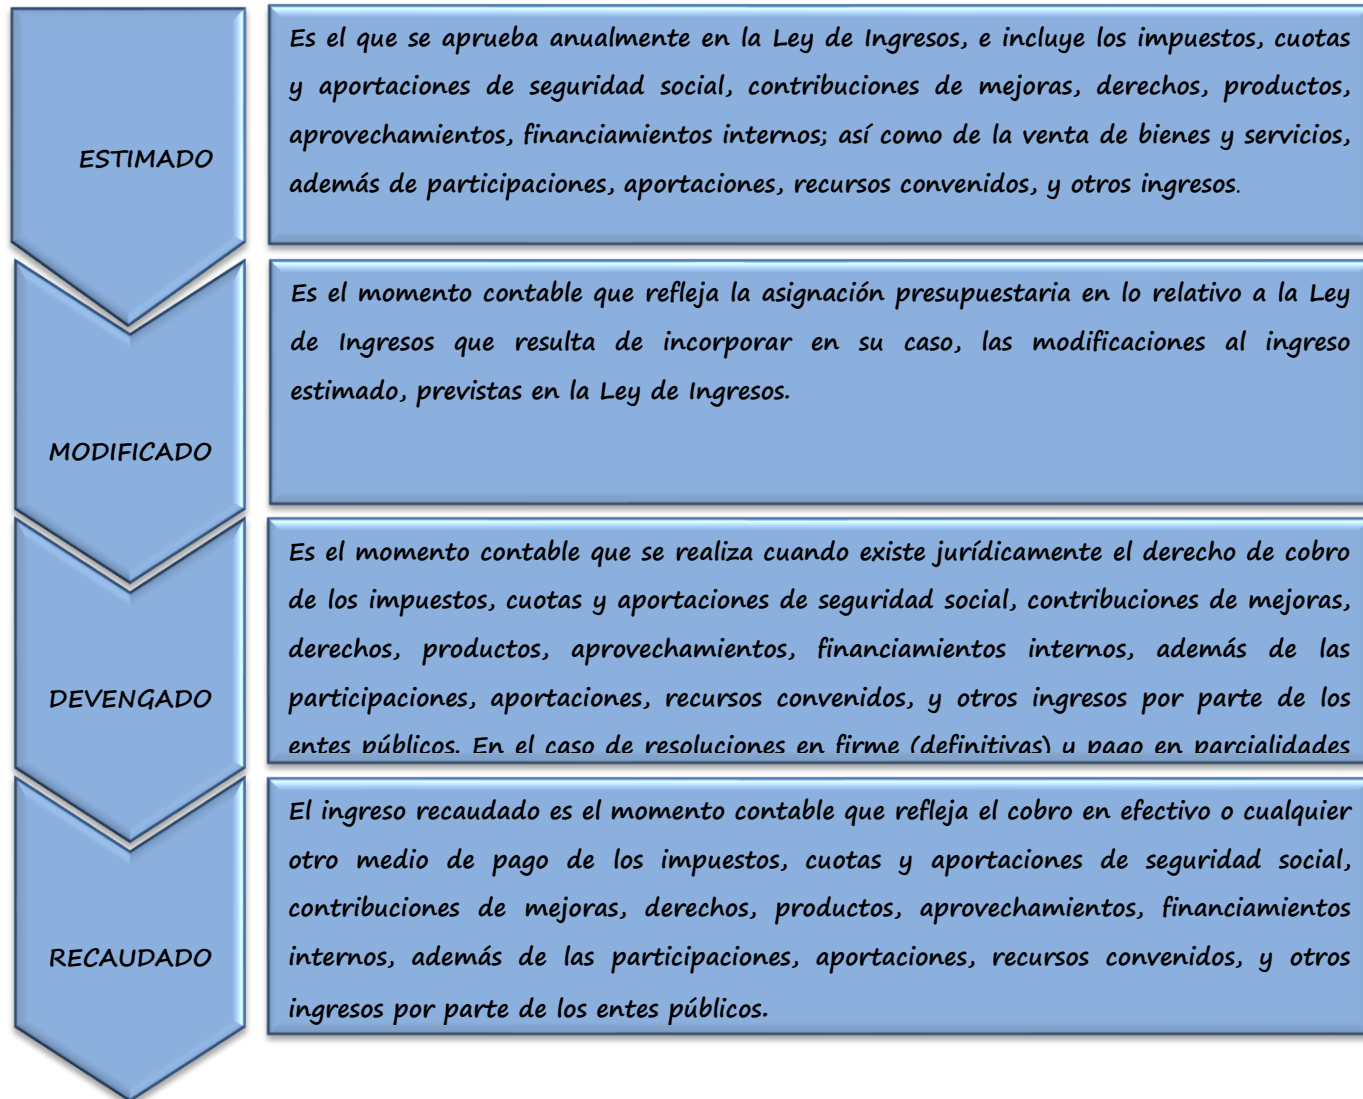 ESTIMADO
Es el que se aprueba anualmente en la Ley de Ingresos, e incluye los impuestos, cuotas
y aportaciones de seguridad social, contribuciones de mejoras, derechos, productos,
aprovechamientos, financiamientos internos; así como de la venta de bienes y servicios,
además de participaciones, aportaciones, recursos convenidos, y otros ingresos.
MODIFICADO
Es el momento contable que refleja la asignación presupuestaria en lo relativo a la Ley
de Ingresos que resulta de incorporar en su caso, las modificaciones al ingreso
estimado, previstas en la Ley de Ingresos.
DEVENGADO
Es el momento contable que se realiza cuando existe jurídicamente el derecho de cobro
de los impuestos, cuotas y aportaciones de seguridad social, contribuciones de mejoras,
derechos, productos, aprovechamientos, financiamientos internos, además de las
participaciones, aportaciones, recursos convenidos, y otros ingresos por parte de los
entes públicos. En el caso de resoluciones en firme (definitivas) y pago en parcialidades
RECAUDADO
El ingreso recaudado es el momento contable que refleja el cobro en efectivo o cualquier
otro medio de pago de los impuestos, cuotas y aportaciones de seguridad social,
contribuciones de mejoras, derechos, productos, aprovechamientos, financiamientos
internos, además de las participaciones, aportaciones, recursos convenidos, y otros
ingresos por parte de los entes públicos.